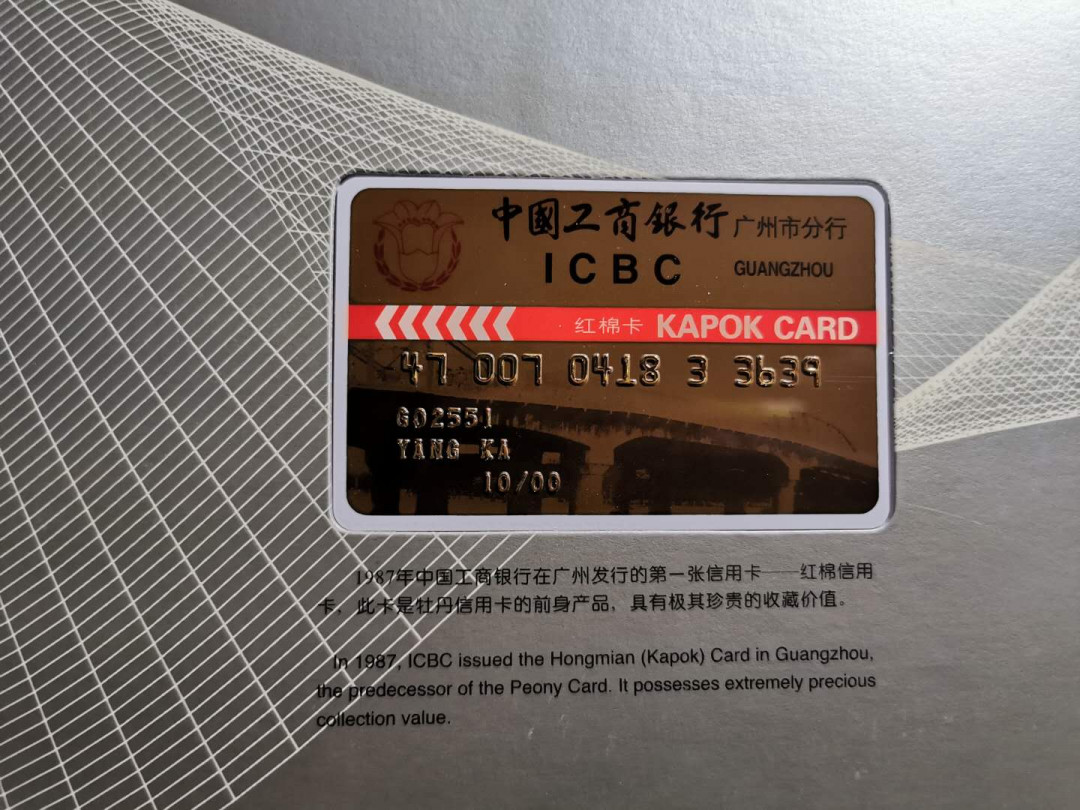 中國工商銀行 广州市分行
ICBC GUANGZHOU
红棉卡 KAPOK CARD
47 007 0418 3 3639
G02551
YANG KA
10/00
1987年中国工商银行在广州发行的第一张信用卡——红棉信用
卡，此卡是牡丹信用卡的前身产品，具有极其珍贵的收藏价值。
In 1987, ICBC issued the Hongmian (Kapok) Card in Guangzhou,
the predecessor of the Peony Card. It possesses extremely precious
collection value.